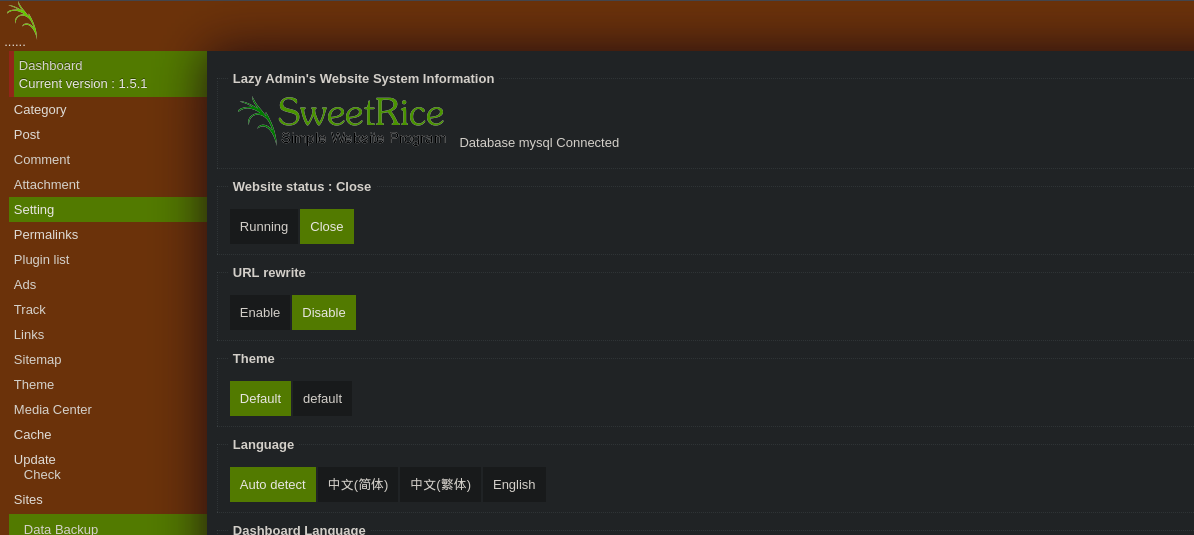 ......
Dashboard
Current version : 1.5.1
Category
Post
Comment
Attachment
Setting
Permalinks
Plugin list
Ads
Track
Links
Sitemap
Theme
Media Center
Cache
Update
Check
Sites
Data Backup
Lazy Admin's Website System Information
SweetRice
Simple Website Program
Database mysql Connected
Website status : Close
Running Close
URL rewrite
Enable Disable
Theme
Default default
Language
Auto detect 中文(简体) 中文(繁体) English
Dashboard Language